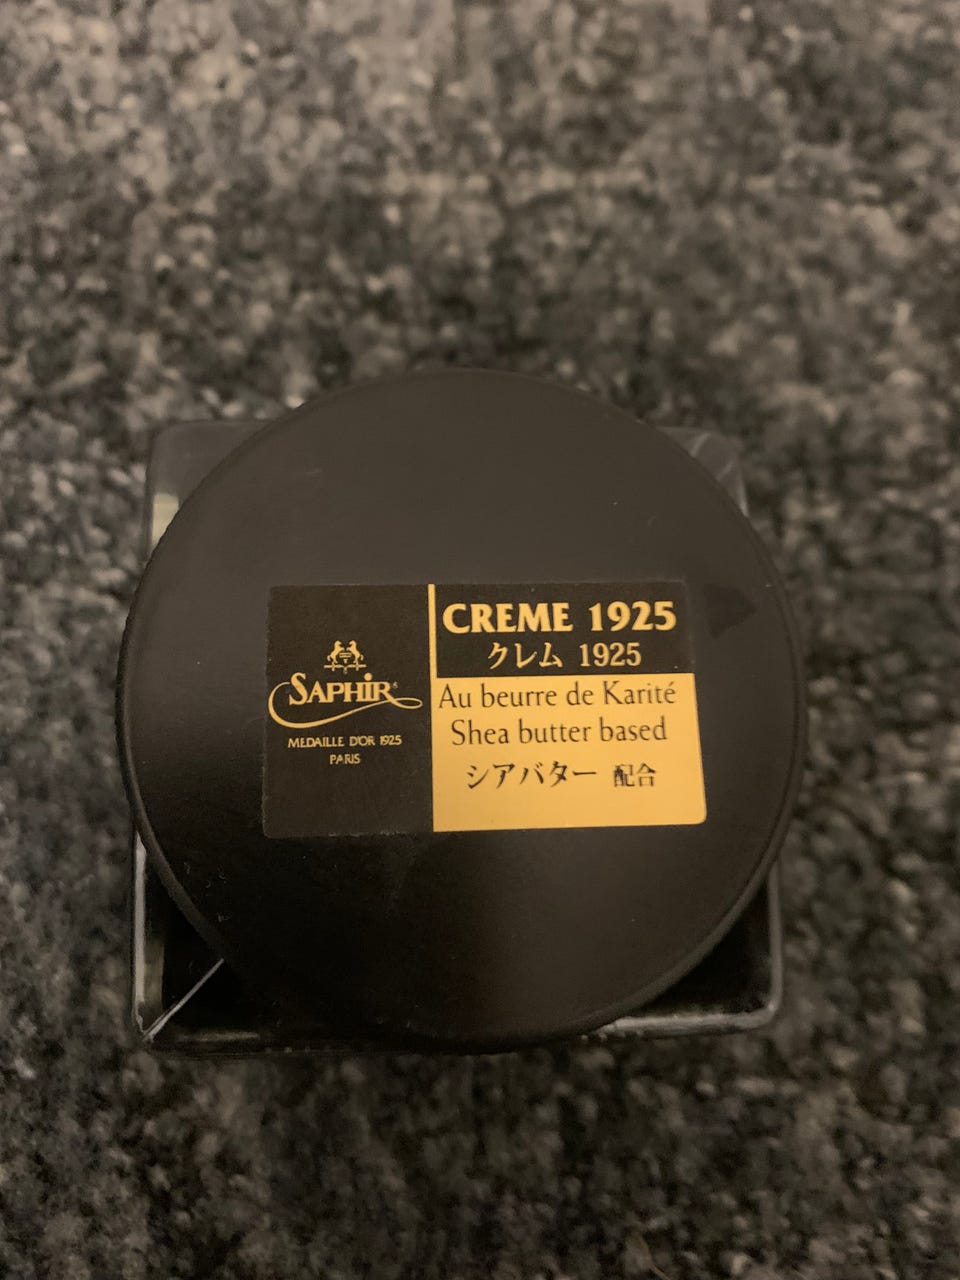 SAPHIR
MEDAILLE D'OR 1925
PARIS
CREME 1925
クレム 1925
Au beurre de Karité
Shea butter based
シアバター 配合